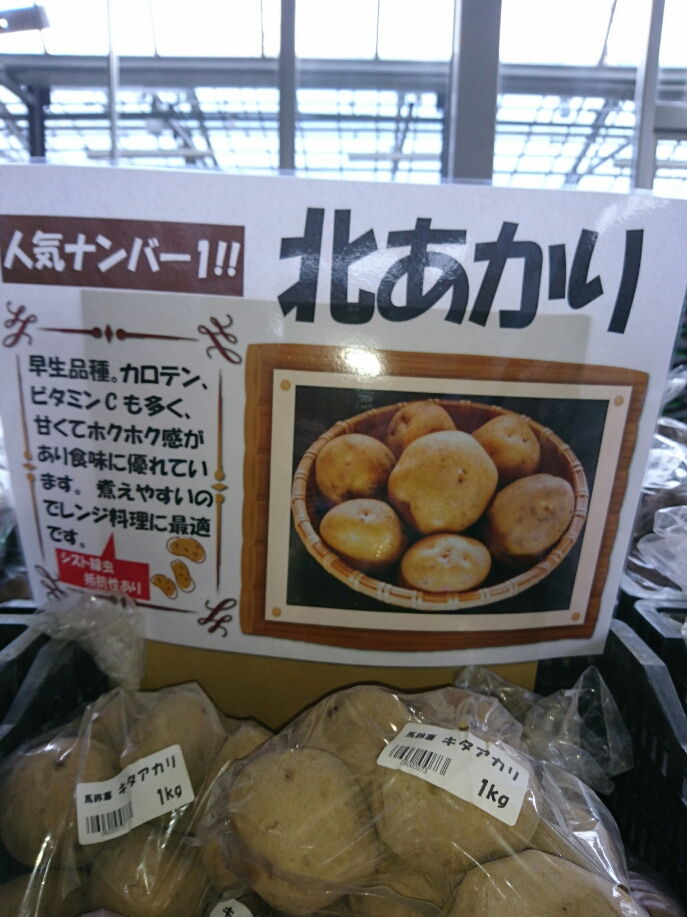 人気ナンバー1!!
北あかり
早生品種。カロテン、
ビタミンCも多く、
甘くてホクホク感が
あり食味に優れてい
ます。煮えやすいの
でレンジ料理に最適
です。
シスト線虫
抵抗性あり
馬鈴薯 キタアカリ
1kg
馬鈴薯 キタアカリ
1kg